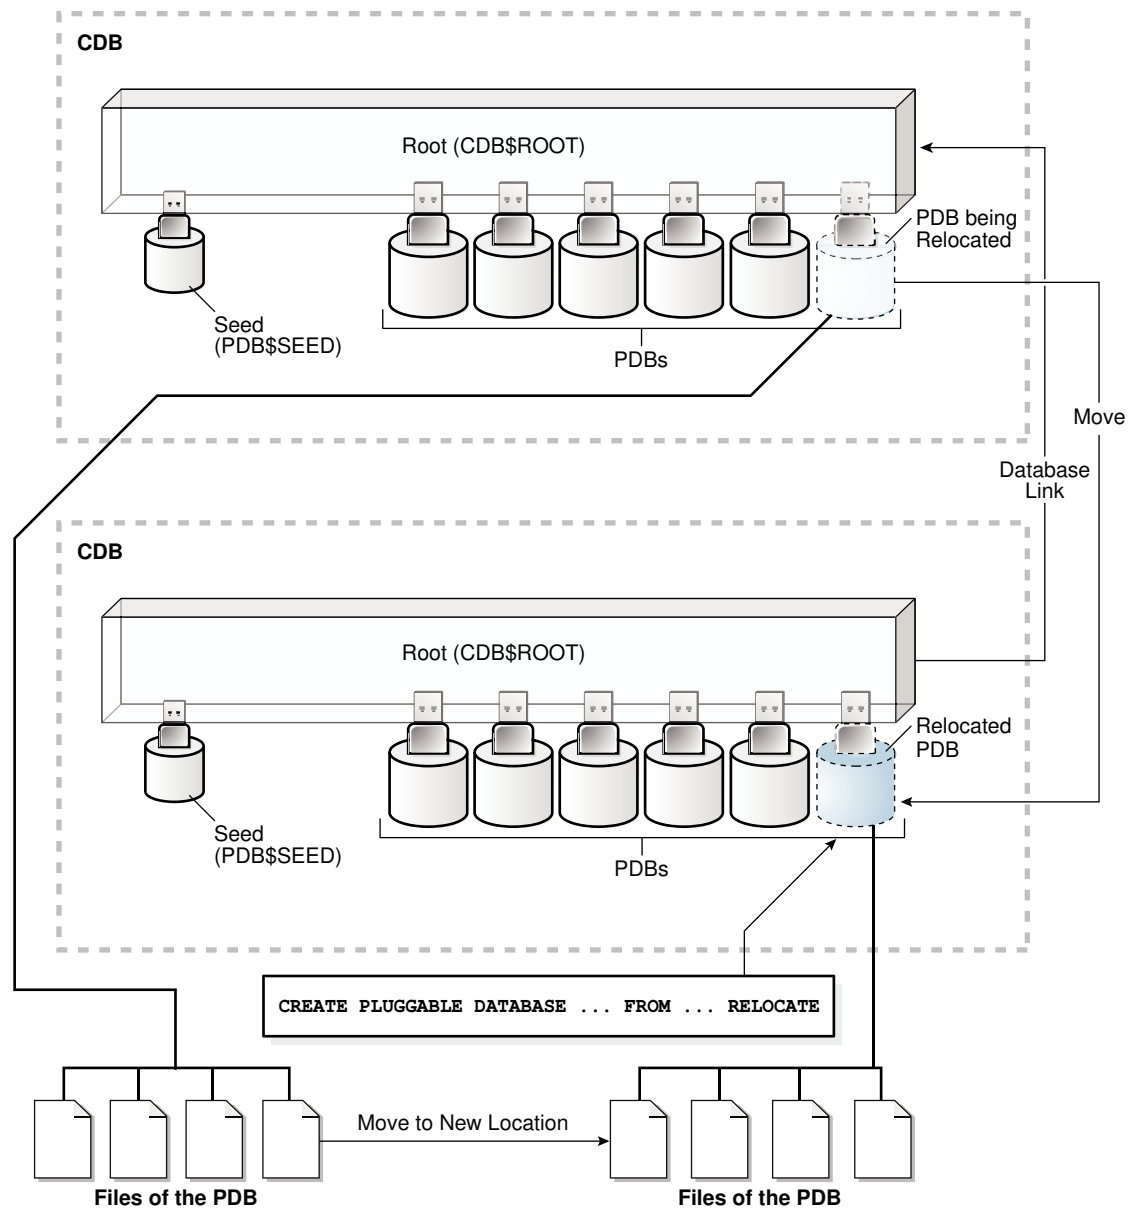 CDB
Root (CDB$ROOT)
PDB being
Relocated
Seed
(PDB$SEED)
PDBs
Move
Database
Link
CDB
Root (CDB$ROOT)
Relocated
PDB
Seed
(PDB$SEED)
PDBs
CREATE PLUGGABLE DATABASE ... FROM ... RELOCATE
Move to New Location
Files of the PDB
Files of the PDB